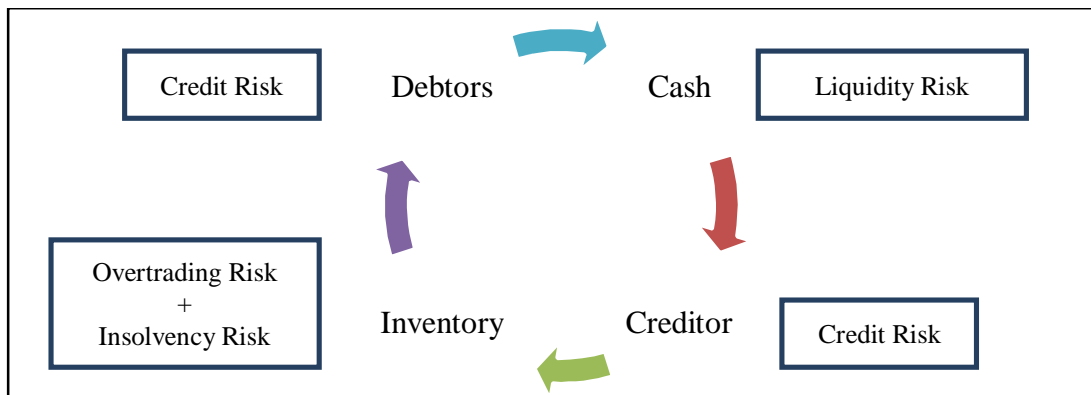 Credit Risk
Debtors
Cash
Liquidity Risk
Overtrading Risk
+
Insolvency Risk
Inventory
Creditor
Credit Risk